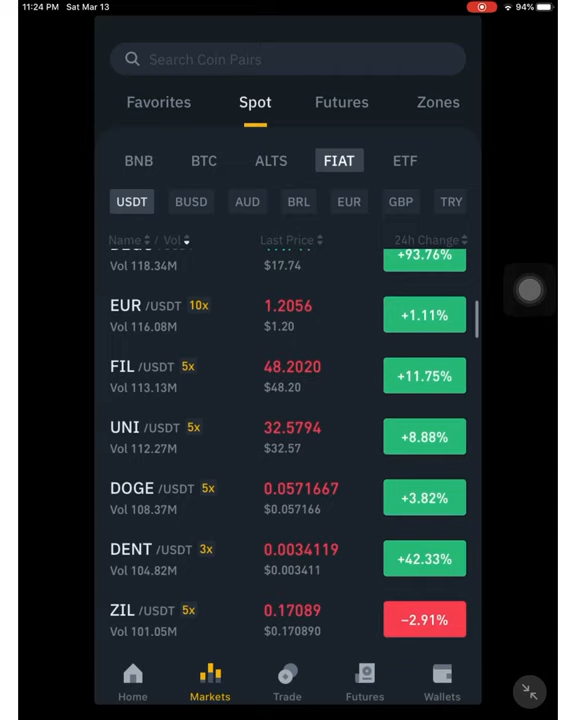 11:24 PM Sat Mar 13 94%
Search Coin Pairs
Favorites Spot Futures Zones
BNB BTC ALTS FIAT ETF
USDT BUSD AUD BRL EUR GBP TRY
Name / Vol Last Price 24h Change
+93.76%
Vol 118.34M $17.74
EUR /USDT 10x 1.2056 +1.11%
Vol 116.08M $1.20
FIL /USDT 5x 48.2020 +11.75%
Vol 113.13M $48.20
UNI /USDT 5x 32.5794 +8.88%
Vol 112.27M $32.57
DOGE /USDT 5x 0.0571667 +3.82%
Vol 108.37M $0.057166
DENT /USDT 3x 0.0034119 +42.33%
Vol 104.82M $0.003411
ZIL /USDT 5x 0.17089 −2.91%
Vol 101.05M $0.170890
Home Markets Trade Futures Wallets